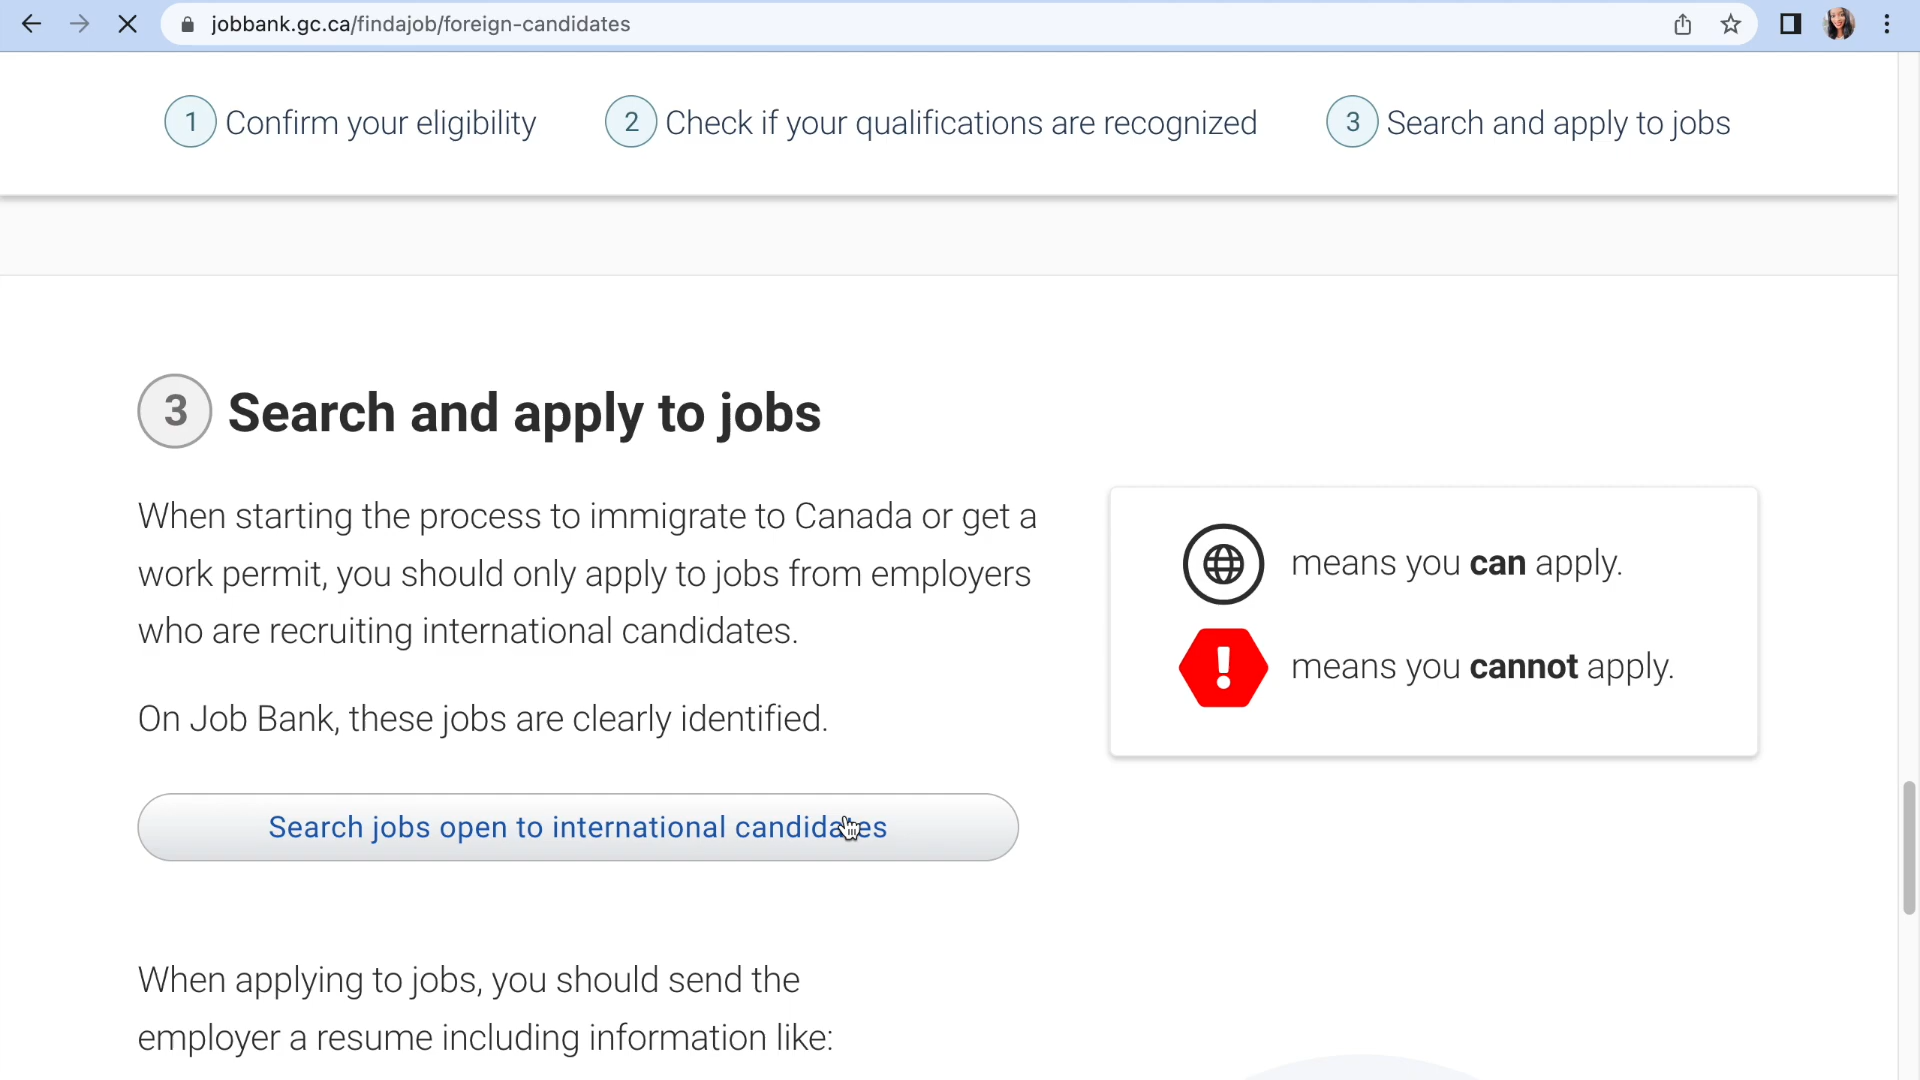 jobbank.gc.ca/findajob/foreign-candidates
1 Confirm your eligibility 2 Check if your qualifications are recognized 3 Search and apply to jobs
3 Search and apply to jobs
When starting the process to immigrate to Canada or get a
work permit, you should only apply to jobs from employers
who are recruiting international candidates.
On Job Bank, these jobs are clearly identified.
Search jobs open to international candidates
means you can apply.
! means you cannot apply.
When applying to jobs, you should send the
employer a resume including information like: